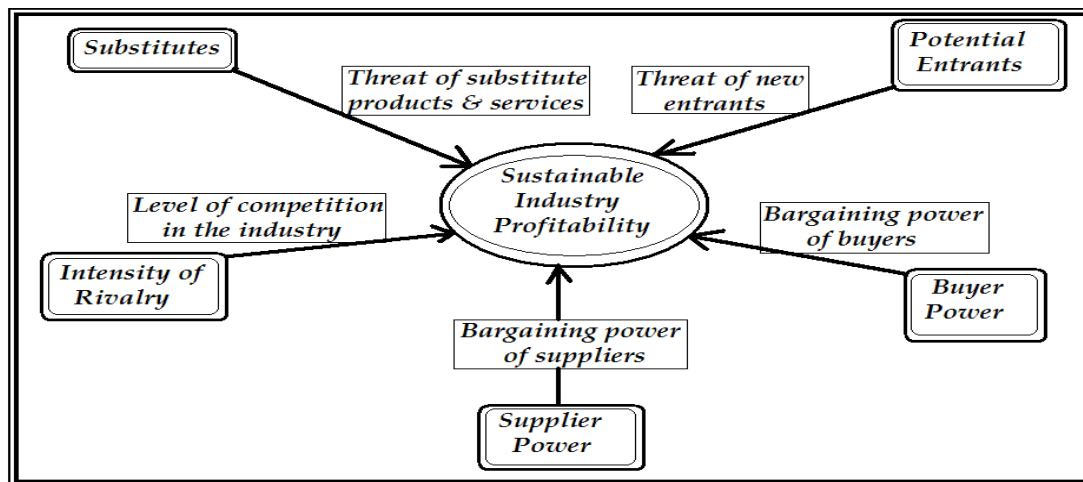 Substitutes
Potential
Entrants
Threat of substitute
products & services
Threat of new
entrants
Sustainable
Industry
Profitability
Level of competition
in the industry
Bargaining power
of buyers
Intensity of
Rivalry
Buyer
Power
Bargaining power
of suppliers
Supplier
Power